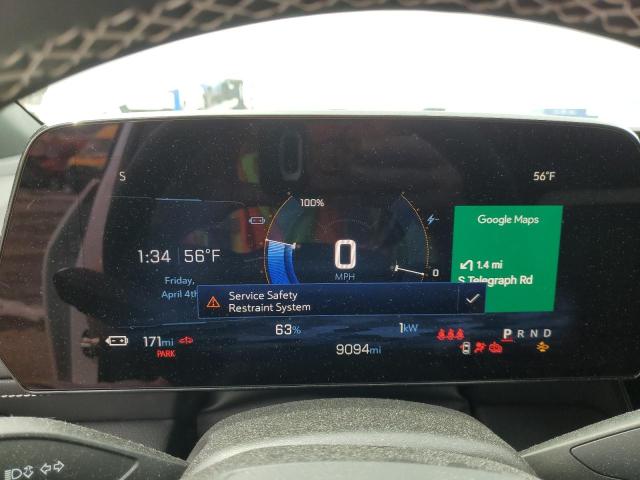 S
56°F
100%
Google Maps
1:34 56°F
0
MPH
0
1.4 mi
S Telegraph Rd
Friday,
April 4th
Service Safety
Restraint System
63%
1kW
P R N D
171mi
PARK
9094mi